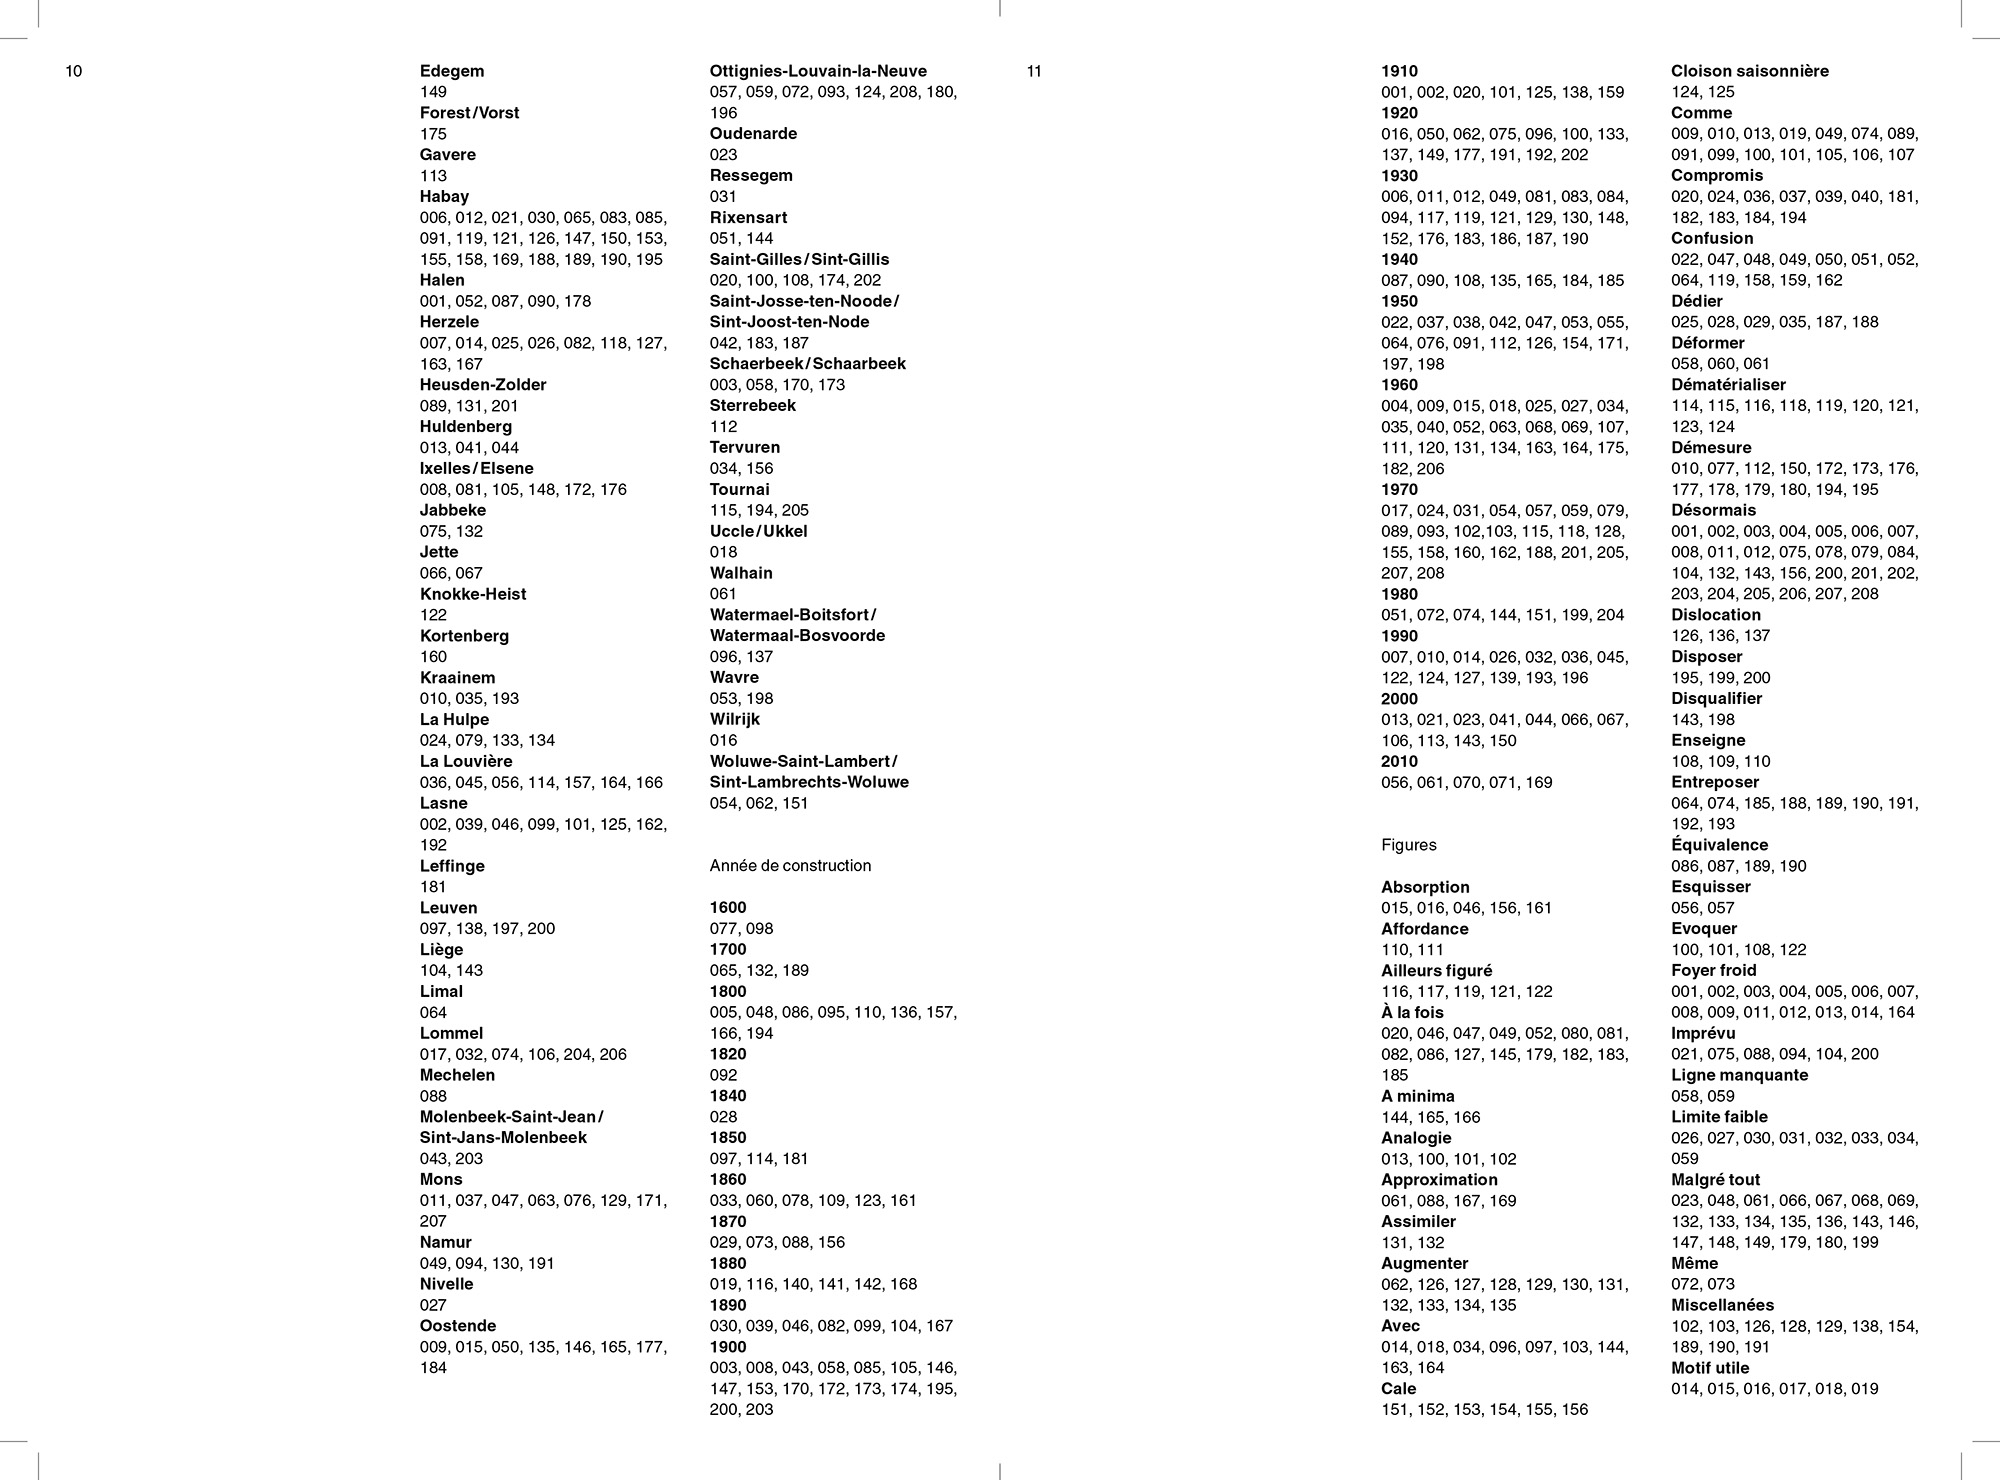 10
Edegem
149
Forest/Vorst
175
Gavere
113
Habay
006, 012, 021, 030, 065, 083, 085,
091, 119, 121, 126, 147, 150, 153,
155, 158, 169, 188, 189, 190, 195
Halen
001, 052, 087, 090, 178
Herzele
007, 014, 025, 026, 082, 118, 127,
163, 167
Heusden-Zolder
089, 131, 201
Huldenberg
013, 041, 044
Ixelles/Elsene
008, 081, 105, 148, 172, 176
Jabbeke
075, 132
Jette
066, 067
Knokke-Heist
122
Kortenberg
160
Kraainem
010, 035, 193
La Hulpe
024, 079, 133, 134
La Louvière
036, 045, 056, 114, 157, 164, 166
Lasne
002, 039, 046, 099, 101, 125, 162,
192
Leffinge
181
Leuven
097, 138, 197, 200
Liège
104, 143
Limal
064
Lommel
017, 032, 074, 106, 204, 206
Mechelen
088
Molenbeek-Saint-Jean/
Sint-Jans-Molenbeek
043, 203
Mons
011, 037, 047, 063, 076, 129, 171,
207
Namur
049, 094, 130, 191
Nivelle
027
Oostende
009, 015, 050, 135, 146, 165, 177,
184
Ottignies-Louvain-la-Neuve
057, 059, 072, 093, 124, 208, 180,
196
Oudenarde
023
Ressegem
031
Rixensart
051, 144
Saint-Gilles/Sint-Gillis
020, 100, 108, 174, 202
Saint-Josse-ten-Noode/
Sint-Joost-ten-Node
042, 183, 187
Schaerbeek/Schaarbeek
003, 058, 170, 173
Sterrebeek
112
Tervuren
034, 156
Tournai
115, 194, 205
Uccle/Ukkel
018
Walhain
061
Watermael-Boitsfort/
Watermaal-Bosvoorde
096, 137
Wavre
053, 198
Wilrijk
016
Woluwe-Saint-Lambert/
Sint-Lambrechts-Woluwe
054, 062, 151
Année de construction
1600
077, 098
1700
065, 132, 189
1800
005, 048, 086, 095, 110, 136, 157,
166, 194
1820
092
1840
028
1850
097, 114, 181
1860
033, 060, 078, 109, 123, 161
1870
029, 073, 088, 156
1880
019, 116, 140, 141, 142, 168
1890
030, 039, 046, 082, 099, 104, 167
1900
003, 008, 043, 058, 085, 105, 146,
147, 153, 170, 172, 173, 174, 195,
200, 203
11
1910
001, 002, 020, 101, 125, 138, 159
1920
016, 050, 062, 075, 096, 100, 133,
137, 149, 177, 191, 192, 202
1930
006, 011, 012, 049, 081, 083, 084,
094, 117, 119, 121, 129, 130, 148,
152, 176, 183, 186, 187, 190
1940
087, 090, 108, 135, 165, 184, 185
1950
022, 037, 038, 042, 047, 053, 055,
064, 076, 091, 112, 126, 154, 171,
197, 198
1960
004, 009, 015, 018, 025, 027, 034,
035, 040, 052, 063, 068, 069, 107,
111, 120, 131, 134, 163, 164, 175,
182, 206
1970
017, 024, 031, 054, 057, 059, 079,
089, 093, 102,103, 115, 118, 128,
155, 158, 160, 162, 188, 201, 205,
207, 208
1980
051, 072, 074, 144, 151, 199, 204
1990
007, 010, 014, 026, 032, 036, 045,
122, 124, 127, 139, 193, 196
2000
013, 021, 023, 041, 044, 066, 067,
106, 113, 143, 150
2010
056, 061, 070, 071, 169
Figures
Absorption
015, 016, 046, 156, 161
Affordance
110, 111
Ailleurs figuré
116, 117, 119, 121, 122
À la fois
020, 046, 047, 049, 052, 080, 081,
082, 086, 127, 145, 179, 182, 183,
185
A minima
144, 165, 166
Analogie
013, 100, 101, 102
Approximation
061, 088, 167, 169
Assimiler
131, 132
Augmenter
062, 126, 127, 128, 129, 130, 131,
132, 133, 134, 135
Avec
014, 018, 034, 096, 097, 103, 144,
163, 164
Cale
151, 152, 153, 154, 155, 156
Cloison saisonnière
124, 125
Comme
009, 010, 013, 019, 049, 074, 089,
091, 099, 100, 101, 105, 106, 107
Compromis
020, 024, 036, 037, 039, 040, 181,
182, 183, 184, 194
Confusion
022, 047, 048, 049, 050, 051, 052,
064, 119, 158, 159, 162
Dédier
025, 028, 029, 035, 187, 188
Déformer
058, 060, 061
Dématérialiser
114, 115, 116, 118, 119, 120, 121,
123, 124
Démesure
010, 077, 112, 150, 172, 173, 176,
177, 178, 179, 180, 194, 195
Désormais
001, 002, 003, 004, 005, 006, 007,
008, 011, 012, 075, 078, 079, 084,
104, 132, 143, 156, 200, 201, 202,
203, 204, 205, 206, 207, 208
Dislocation
126, 136, 137
Disposer
195, 199, 200
Disqualifier
143, 198
Enseigne
108, 109, 110
Entreposer
064, 074, 185, 188, 189, 190, 191,
192, 193
Équivalence
086, 087, 189, 190
Esquisser
056, 057
Evoquer
100, 101, 108, 122
Foyer froid
001, 002, 003, 004, 005, 006, 007,
008, 009, 011, 012, 013, 014, 164
Imprévu
021, 075, 088, 094, 104, 200
Ligne manquante
058, 059
Limite faible
026, 027, 030, 031, 032, 033, 034,
059
Malgré tout
023, 048, 061, 066, 067, 068, 069,
132, 133, 134, 135, 136, 143, 146,
147, 148, 149, 179, 180, 199
Même
072, 073
Miscellanées
102, 103, 126, 128, 129, 138, 154,
189, 190, 191
Motif utile
014, 015, 016, 017, 018, 019